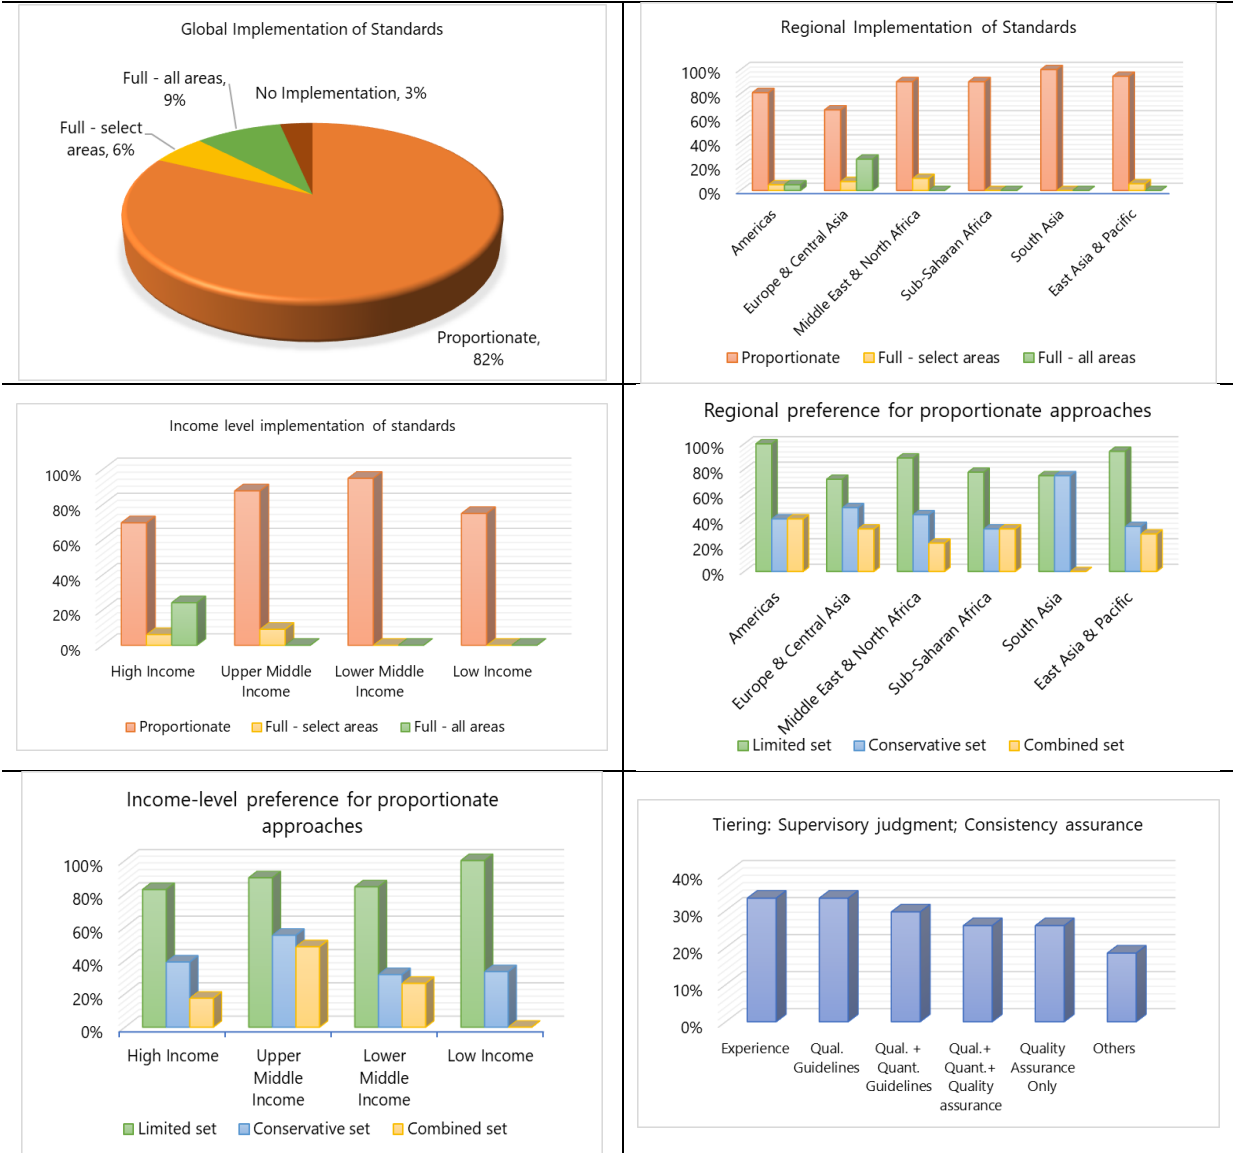 Global Implementation of Standards
Full - all areas,
9%
No Implementation, 3%
Full - select
areas, 6%
Proportionate,
82%
Regional Implementation of Standards
100%
80%
60%
40%
20%
0%
Americas
Europe & Central Asia
Middle East & North Africa
Sub-Saharan Africa
South Asia
East Asia & Pacific
Proportionate Full - select areas Full - all areas
Income level implementation of standards
100%
80%
60%
40%
20%
0%
High Income
Upper Middle
Income
Lower Middle
Income
Low Income
Proportionate Full - select areas Full - all areas
Regional preference for proportionate approaches
100%
80%
60%
40%
20%
0%
Americas
Europe & Central Asia
Middle East & North Africa
Sub-Saharan Africa
South Asia
East Asia & Pacific
Limited set Conservative set Combined set
Income-level preference for proportionate
approaches
100%
80%
60%
40%
20%
0%
High Income
Upper
Middle
Income
Lower
Middle
Income
Low Income
Limited set Conservative set Combined set
Tiering: Supervisory judgment; Consistency assurance
40%
30%
20%
10%
0%
Experience
Qual.
Guidelines
Qual. +
Quant.
Guidelines
Qual.+
Quant.+
Quality
assurance
Quality
Assurance
Only
Others